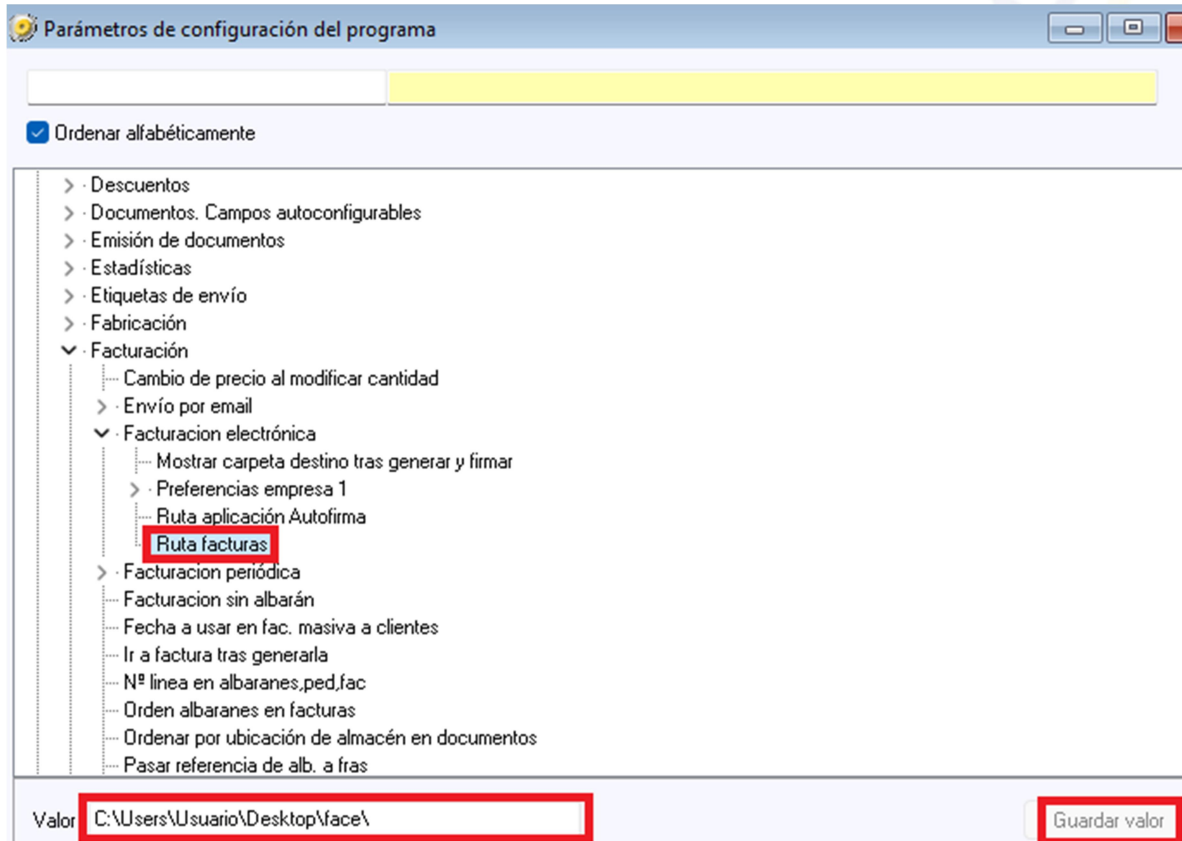 Parámetros de configuración del programa
Ordenar alfabéticamente
Descuentos
Documentos. Campos autoconfigurables
Emisión de documentos
Estadísticas
Etiquetas de envío
Fabricación
Facturación
Cambio de precio al modificar cantidad
Envío por email
Facturacion electrónica
Mostrar carpeta destino tras generar y firmar
Preferencias empresa 1
Ruta aplicación Autofirma
Ruta facturas
Facturacion periódica
Facturacion sin albarán
Fecha a usar en fac. masiva a clientes
Ir a factura tras generarla
Nº linea en albaranes,ped,fac
Orden albaranes en facturas
Ordenar por ubicación de almacén en documentos
Pasar referencia de alb. a fras
Valor C:\Users\Usuario\Desktop\face\ Guardar valor